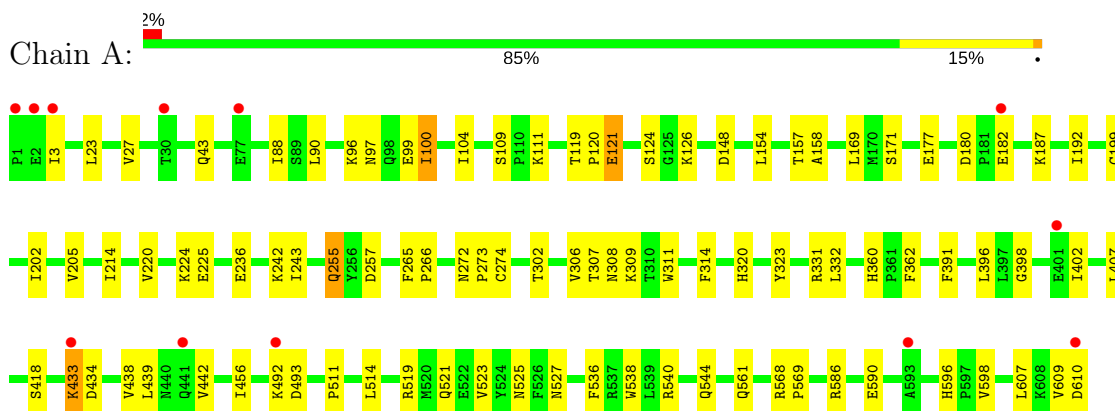 2%
Chain A:
85% 15% •
P1 E2 I3 L23 V27 T30 Q43 E77 I88 S89 L90 K96 N97 Q98 E99 I100 I104 S109 P110 K111 T119 P120 E121 S124 G125 K126 D148 L154 T157 A158 L169 M170 S171 E177 D180 P181 E182 K187 I192
I202 V205 I214 V220 K224 E225 E236 K242 I243 Q255 Y256 D257 F265 P266 N272 P273 C274 T302 V306 T307 N308 K309 T310 W311 F314 H320 Y323 R331 L332 H360 P361 F362 F391 L396 L397 G398 E401 I402 L407
S418 K433 D434 V438 L439 N440 Q441 V442 I456 K492 D493 P511 L514 R519 M520 Q521 E522 V523 Y524 N525 F526 N527 F536 R537 W538 L539 R540 Q544 Q561 R568 P569 R586 E590 A593 H596 P597 V598 L607 K608 V609 D610